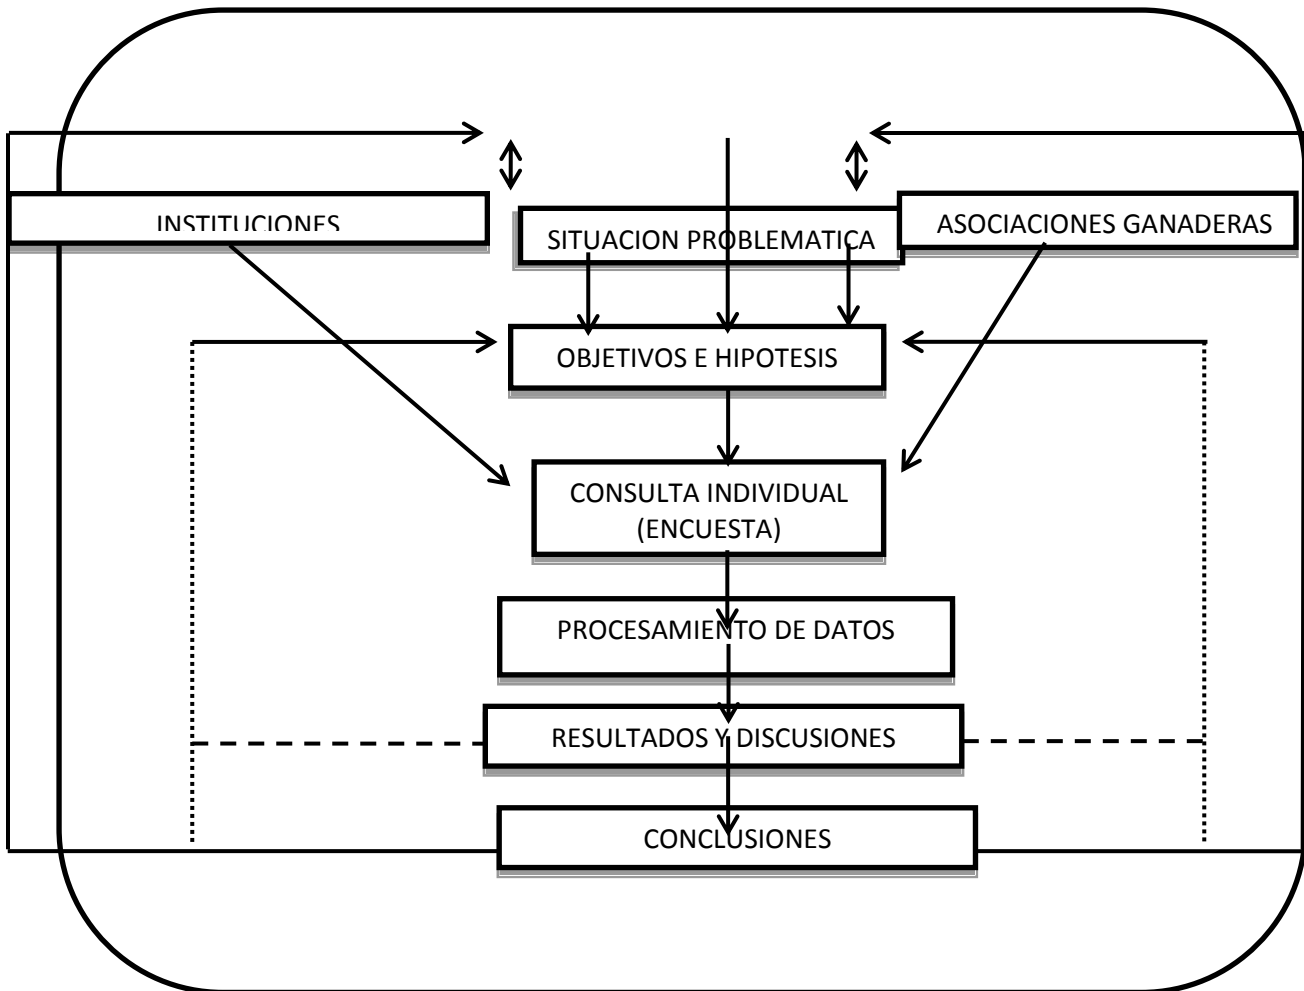 INSTITUCIONES
SITUACION PROBLEMATICA
ASOCIACIONES GANADERAS
OBJETIVOS E HIPOTESIS
CONSULTA INDIVIDUAL
(ENCUESTA)
PROCESAMIENTO DE DATOS
RESULTADOS Y DISCUSIONES
CONCLUSIONES